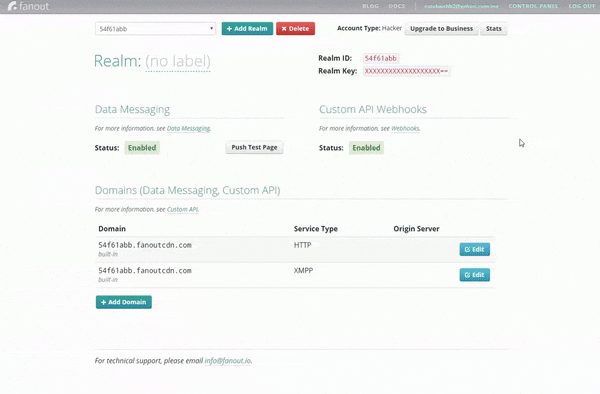 fanout
BLOG DOCS CONTROL PANEL LOG OUT
54f61abb + Add Realm × Delete Account Type: Hacker Upgrade to Business Stats
Realm: (no label)
Realm ID: 54f61abb
Realm Key: XXXXXXXXXXXXXXXXXXX==
Data Messaging
For more information, see Data Messaging.
Status: Enabled Push Test Page
Custom API Webhooks
For more information, see Webhooks.
Status: Enabled
Domains (Data Messaging, Custom API)
For more information, see Custom API.
Domain Service Type Origin Server
54f61abb.fanoutcdn.com HTTP Edit
built-in
54f61abb.fanoutcdn.com XMPP Edit
built-in
+ Add Domain
For technical support, please email info@fanout.io.